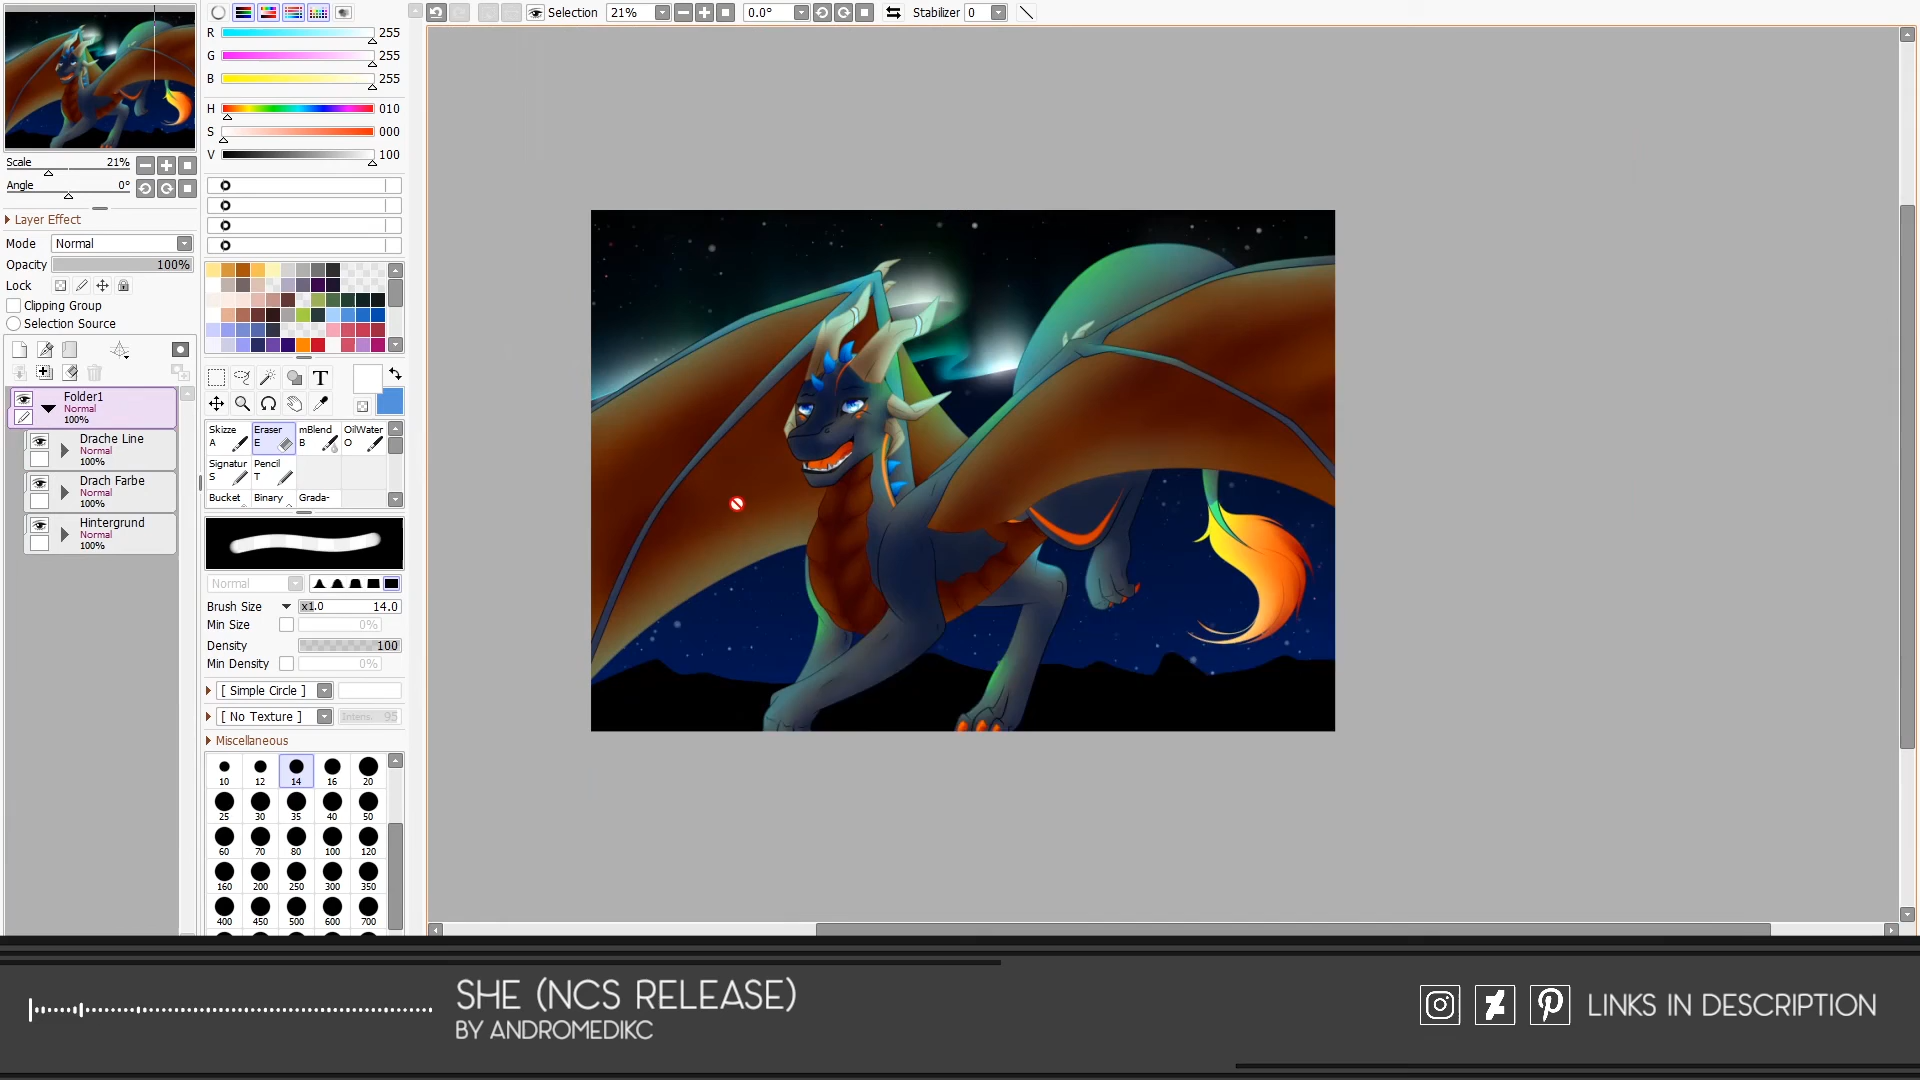 Selection 21% 0.0° Stabilizer 0
R 255
G 255
B 255
H 010
S 000
V 100
Scale 21%
Angle 0°
Layer Effect
Mode Normal
Opacity 100%
Lock
Clipping Group
Selection Source
Folder1
Normal
100%
Drache Line
Normal
100%
Drach Farbe
Normal
100%
Hintergrund
Normal
100%
T
Skizze Eraser mBlend OilWater
A E B O
Signatur Pencil
S T
Bucket Binary Grada-
Normal
Brush Size x1.0 14.0
Min Size 0%
Density 100
Min Density 0%
[ Simple Circle ]
[ No Texture ] Intens. 95
Miscellaneous
10 12 14 16 20
25 30 35 40 50
60 70 80 100 120
160 200 250 300 350
400 450 500 600 700
SHE (NCS RELEASE)
BY ANDROMEDIKC
LINKS IN DESCRIPTION